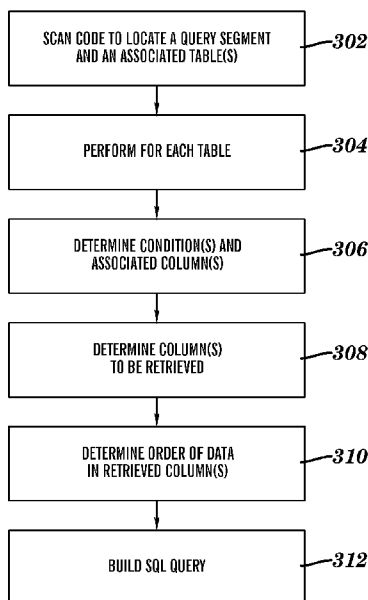 SCAN CODE TO LOCATE A QUERY SEGMENT
AND AN ASSOCIATED TABLE(S)
302
PERFORM FOR EACH TABLE
304
DETERMINE CONDITION(S) AND
ASSOCIATED COLUMN(S)
306
DETERMINE COLUMN(S)
TO BE RETRIEVED
308
DETERMINE ORDER OF DATA
IN RETRIEVED COLUMN(S)
310
BUILD SQL QUERY
312